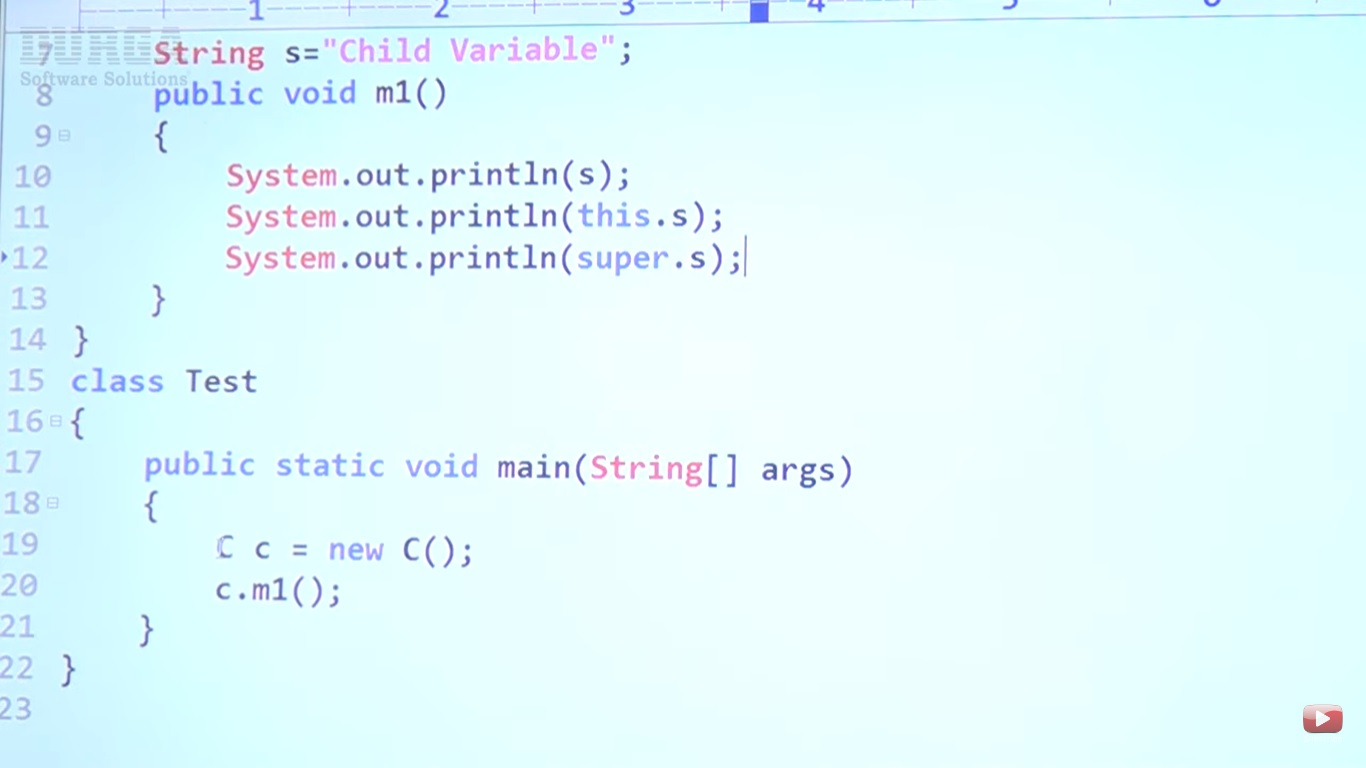 1 2 3 4 5 6
7 String s="Child Variable";
Software Solutions
8 public void m1()
9 {
10 System.out.println(s);
11 System.out.println(this.s);
12 System.out.println(super.s);
13 }
14 }
15 class Test
16 {
17 public static void main(String[] args)
18 {
19 C c = new C();
20 c.m1();
21 }
22 }
23